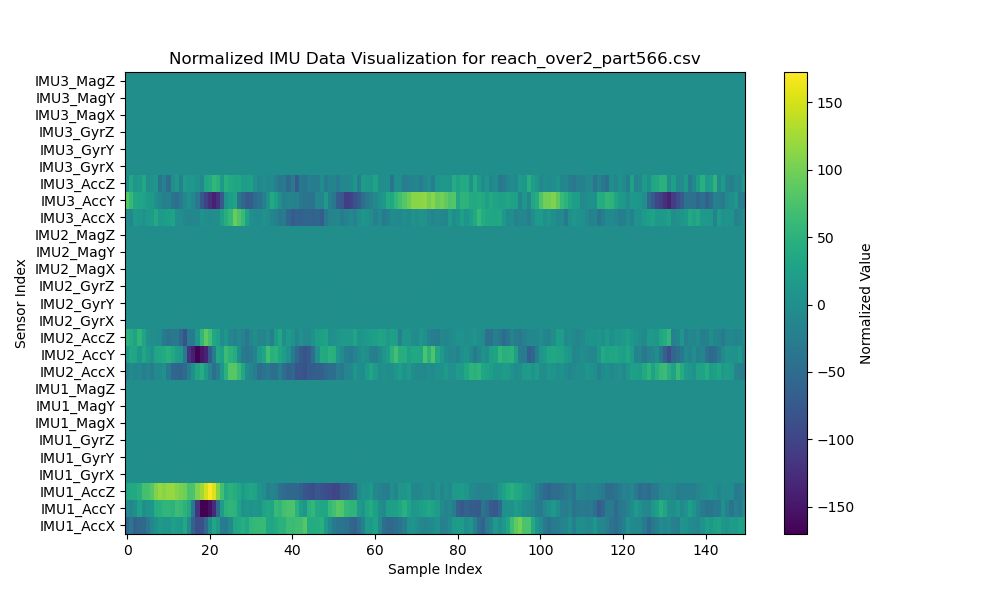 Normalized IMU Data Visualization for reach_over2_part566.csv
Sensor Index
IMU3_MagZ
IMU3_MagY
IMU3_MagX
IMU3_GyrZ
IMU3_GyrY
IMU3_GyrX
IMU3_AccZ
IMU3_AccY
IMU3_AccX
IMU2_MagZ
IMU2_MagY
IMU2_MagX
IMU2_GyrZ
IMU2_GyrY
IMU2_GyrX
IMU2_AccZ
IMU2_AccY
IMU2_AccX
IMU1_MagZ
IMU1_MagY
IMU1_MagX
IMU1_GyrZ
IMU1_GyrY
IMU1_GyrX
IMU1_AccZ
IMU1_AccY
IMU1_AccX
0 20 40 60 80 100 120 140
Sample Index
150
100
50
0
−50
−100
−150
Normalized Value